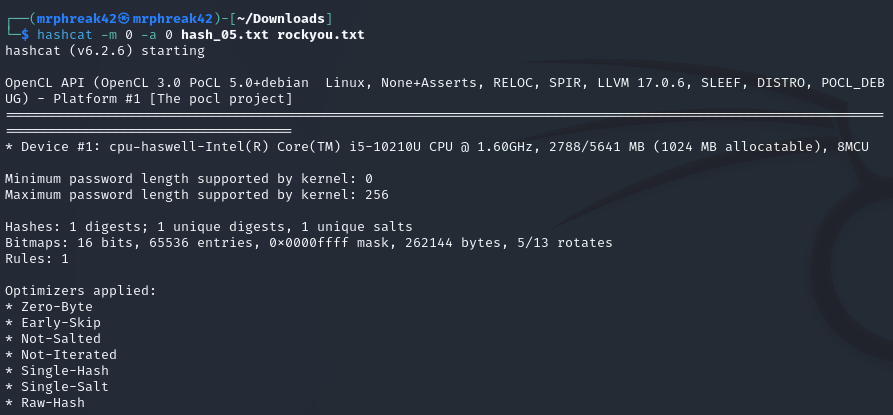 ┌──(mrphreak42㉿mrphreak42)-[~/Downloads]
└─$ hashcat -m 0 -a 0 hash_05.txt rockyou.txt
hashcat (v6.2.6) starting

OpenCL API (OpenCL 3.0 PoCL 5.0+debian  Linux, None+Asserts, RELOC, SPIR, LLVM 17.0.6, SLEEF, DISTRO, POCL_DEB
UG) - Platform #1 [The pocl project]
==============================================================================================================
====================================
* Device #1: cpu-haswell-Intel(R) Core(TM) i5-10210U CPU @ 1.60GHz, 2788/5641 MB (1024 MB allocatable), 8MCU

Minimum password length supported by kernel: 0
Maximum password length supported by kernel: 256

Hashes: 1 digests; 1 unique digests, 1 unique salts
Bitmaps: 16 bits, 65536 entries, 0x0000ffff mask, 262144 bytes, 5/13 rotates
Rules: 1

Optimizers applied:
* Zero-Byte
* Early-Skip
* Not-Salted
* Not-Iterated
* Single-Hash
* Single-Salt
* Raw-Hash